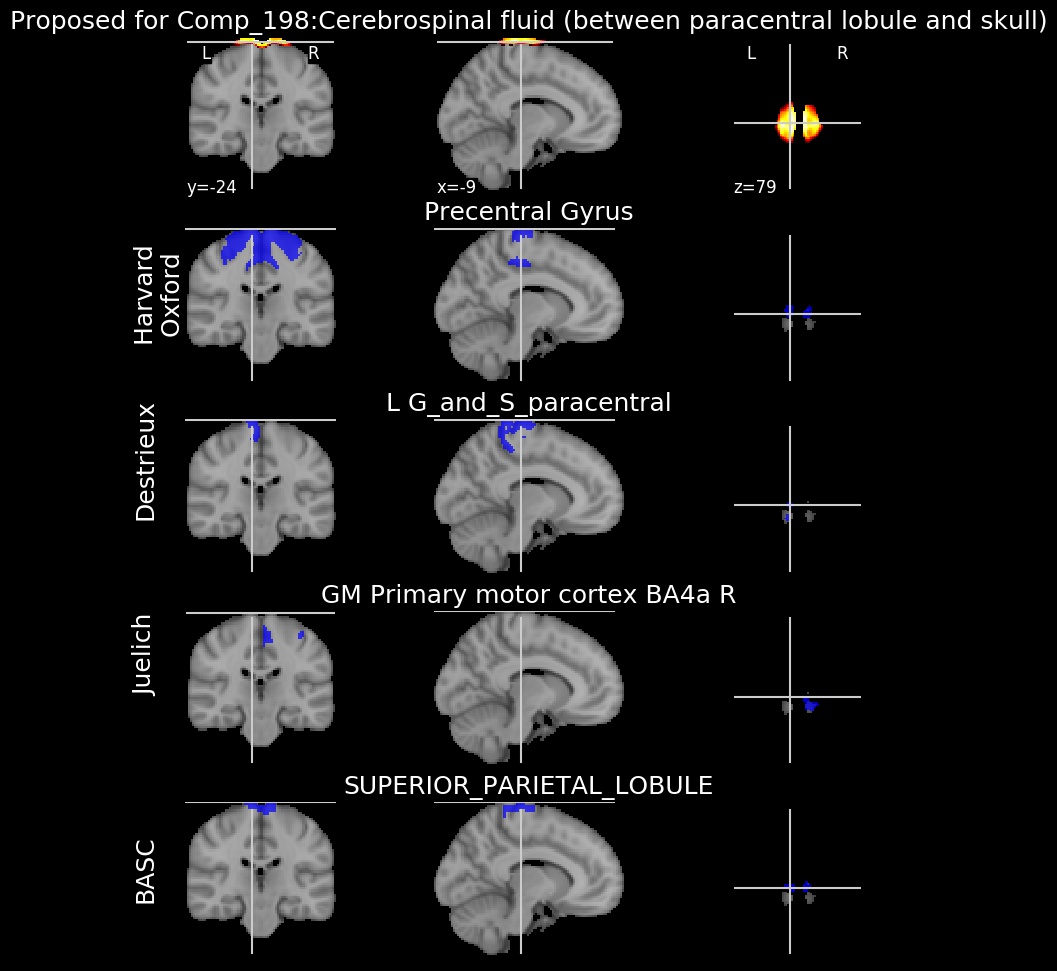 Proposed for Comp_198:Cerebrospinal fluid (between paracentral lobule and skull)
L R L R
y=-24 x=-9 z=79
Precentral Gyrus
Harvard
Oxford
L G_and_S_paracentral
Destrieux
GM Primary motor cortex BA4a R
Juelich
SUPERIOR_PARIETAL_LOBULE
BASC